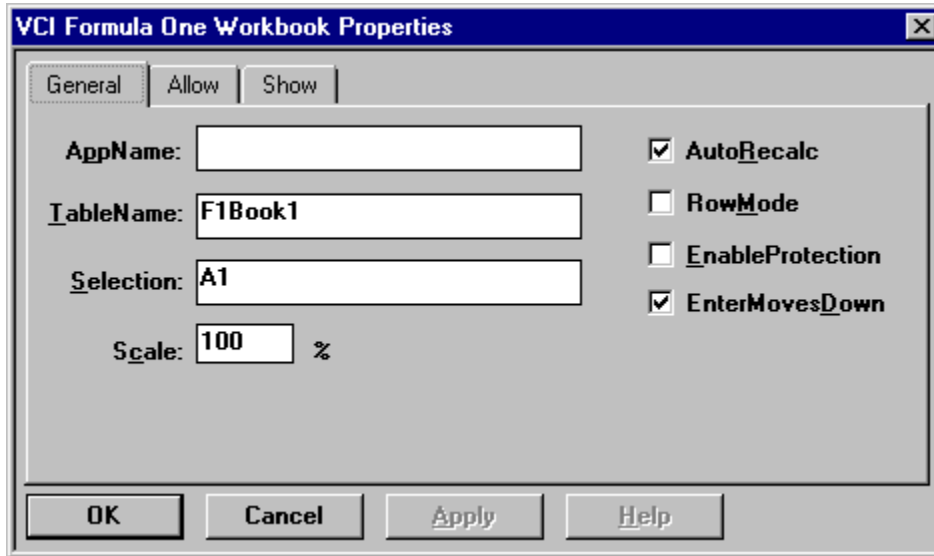 VCI Formula One Workbook Properties
General Allow Show
AppName:
AutoRecalc
TableName: F1Book1
RowMode
EnableProtection
Selection: A1
EnterMovesDown
Scale: 100 %
OK Cancel Apply Help